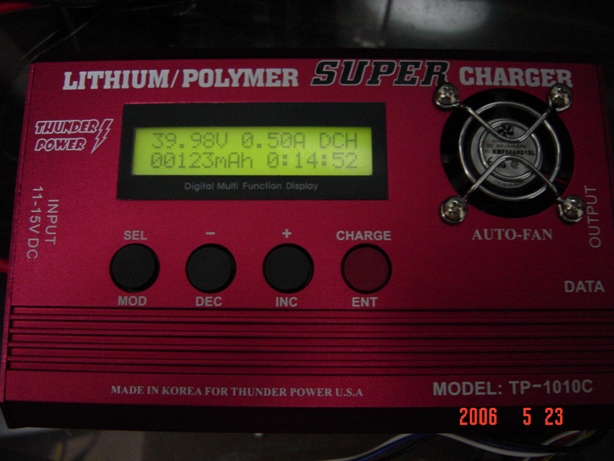 LITHIUM/POLYMER SUPER CHARGER
THUNDER
POWER
39.98V 0.50A DCH
00123mAh 0:14:52
Digital Multi Function Display
INPUT
11-15V DC
SEL
MOD
−
DEC
+
INC
CHARGE
ENT
AUTO-FAN
OUTPUT
DATA
MADE IN KOREA FOR THUNDER POWER U.S.A
MODEL: TP-1010C
2006 5 23